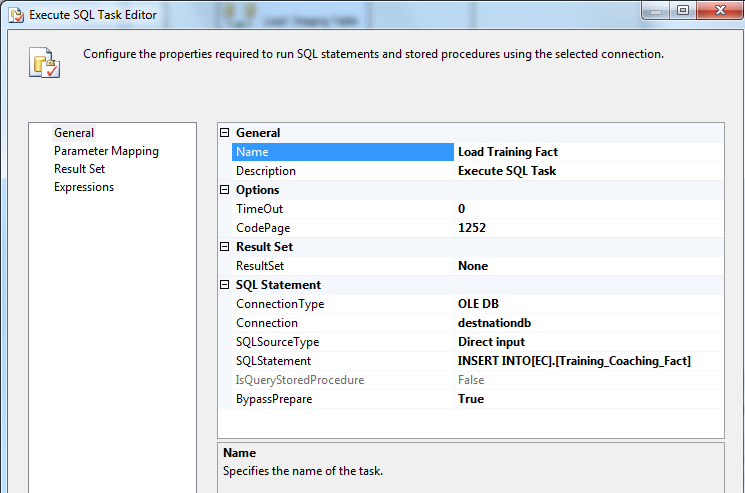 Load Staging Table
Execute SQL Task Editor
Configure the properties required to run SQL statements and stored procedures using the selected connection.
General
Parameter Mapping
Result Set
Expressions
General
Name Load Training Fact
Description Execute SQL Task
Options
TimeOut 0
CodePage 1252
Result Set
ResultSet None
SQL Statement
ConnectionType OLE DB
Connection destnationdb
SQLSourceType Direct input
SQLStatement INSERT INTO[EC].[Training_Coaching_Fact]
IsQueryStoredProcedure False
BypassPrepare True
Name
Specifies the name of the task.